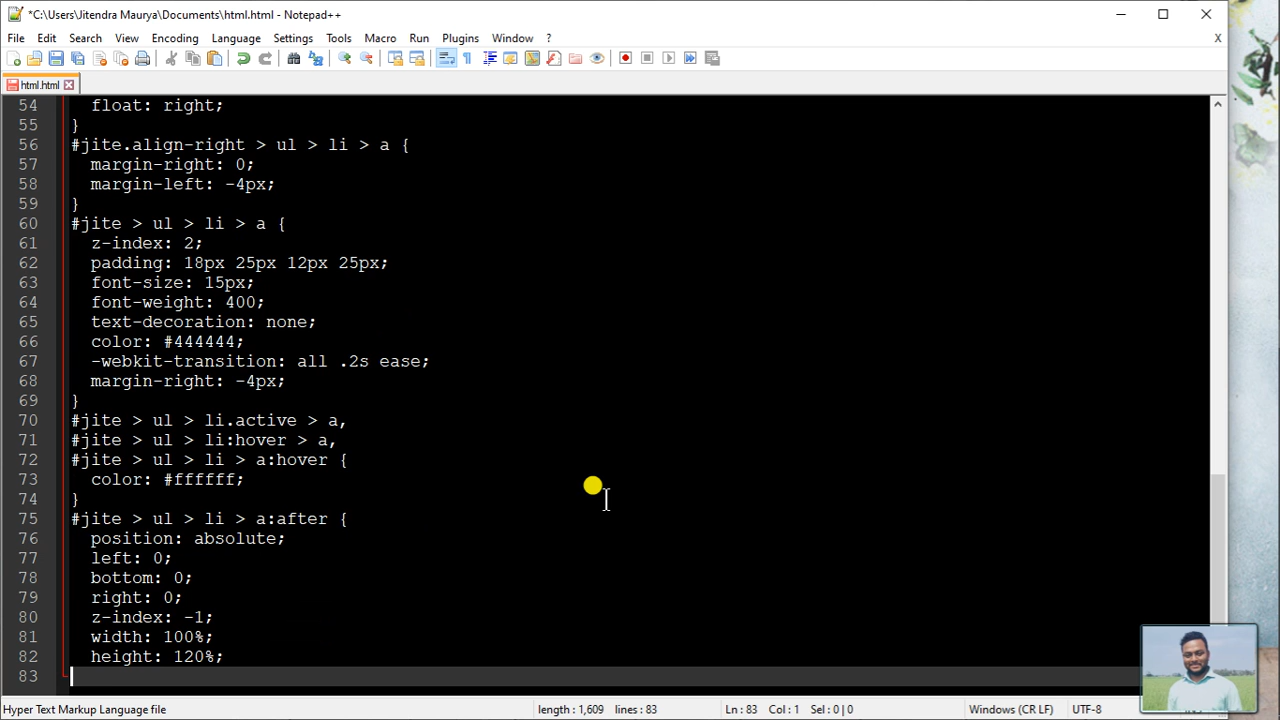 *C:\Users\Jitendra Maurya\Documents\html.html - Notepad++
File Edit Search View Encoding Language Settings Tools Macro Run Plugins Window ? X
html.html
54 float: right;
55 }
56 #jite.align-right > ul > li > a {
57 margin-right: 0;
58 margin-left: -4px;
59 }
60 #jite > ul > li > a {
61 z-index: 2;
62 padding: 18px 25px 12px 25px;
63 font-size: 15px;
64 font-weight: 400;
65 text-decoration: none;
66 color: #444444;
67 -webkit-transition: all .2s ease;
68 margin-right: -4px;
69 }
70 #jite > ul > li.active > a,
71 #jite > ul > li:hover > a,
72 #jite > ul > li > a:hover {
73 color: #ffffff;
74 }
75 #jite > ul > li > a:after {
76 position: absolute;
77 left: 0;
78 bottom: 0;
79 right: 0;
80 z-index: -1;
81 width: 100%;
82 height: 120%;
83
Hyper Text Markup Language file length : 1,609 lines : 83 Ln : 83 Col : 1 Sel : 0 | 0 Windows (CR LF) UTF-8